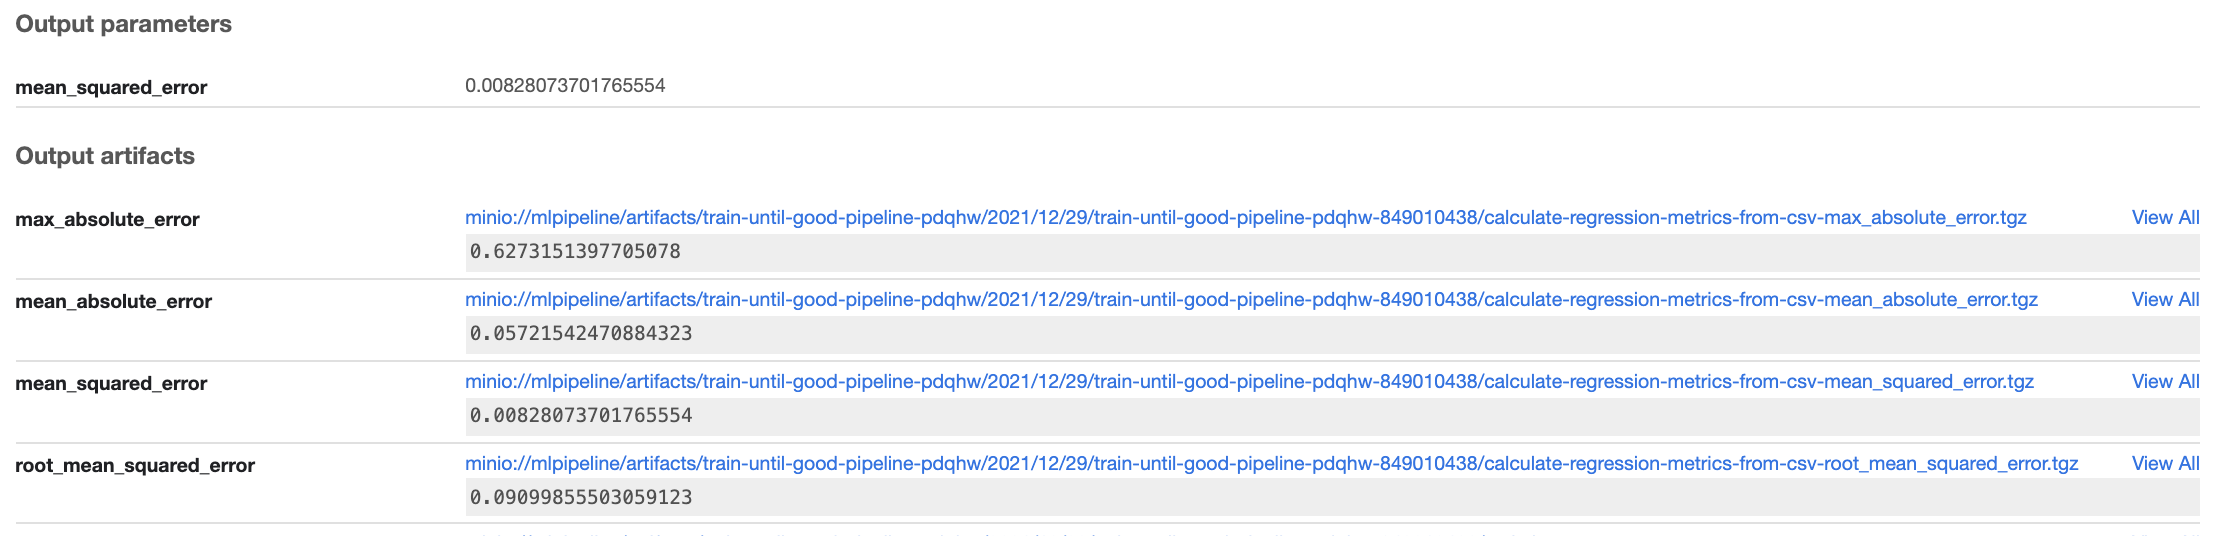 Output parameters
mean_squared_error 0.00828073701765554
Output artifacts
max_absolute_error minio://mlpipeline/artifacts/train-until-good-pipeline-pdqhw/2021/12/29/train-until-good-pipeline-pdqhw-849010438/calculate-regression-metrics-from-csv-max_absolute_error.tgz View All
0.6273151397705078
mean_absolute_error minio://mlpipeline/artifacts/train-until-good-pipeline-pdqhw/2021/12/29/train-until-good-pipeline-pdqhw-849010438/calculate-regression-metrics-from-csv-mean_absolute_error.tgz View All
0.05721542470884323
mean_squared_error minio://mlpipeline/artifacts/train-until-good-pipeline-pdqhw/2021/12/29/train-until-good-pipeline-pdqhw-849010438/calculate-regression-metrics-from-csv-mean_squared_error.tgz View All
0.00828073701765554
root_mean_squared_error minio://mlpipeline/artifacts/train-until-good-pipeline-pdqhw/2021/12/29/train-until-good-pipeline-pdqhw-849010438/calculate-regression-metrics-from-csv-root_mean_squared_error.tgz View All
0.09099855503059123